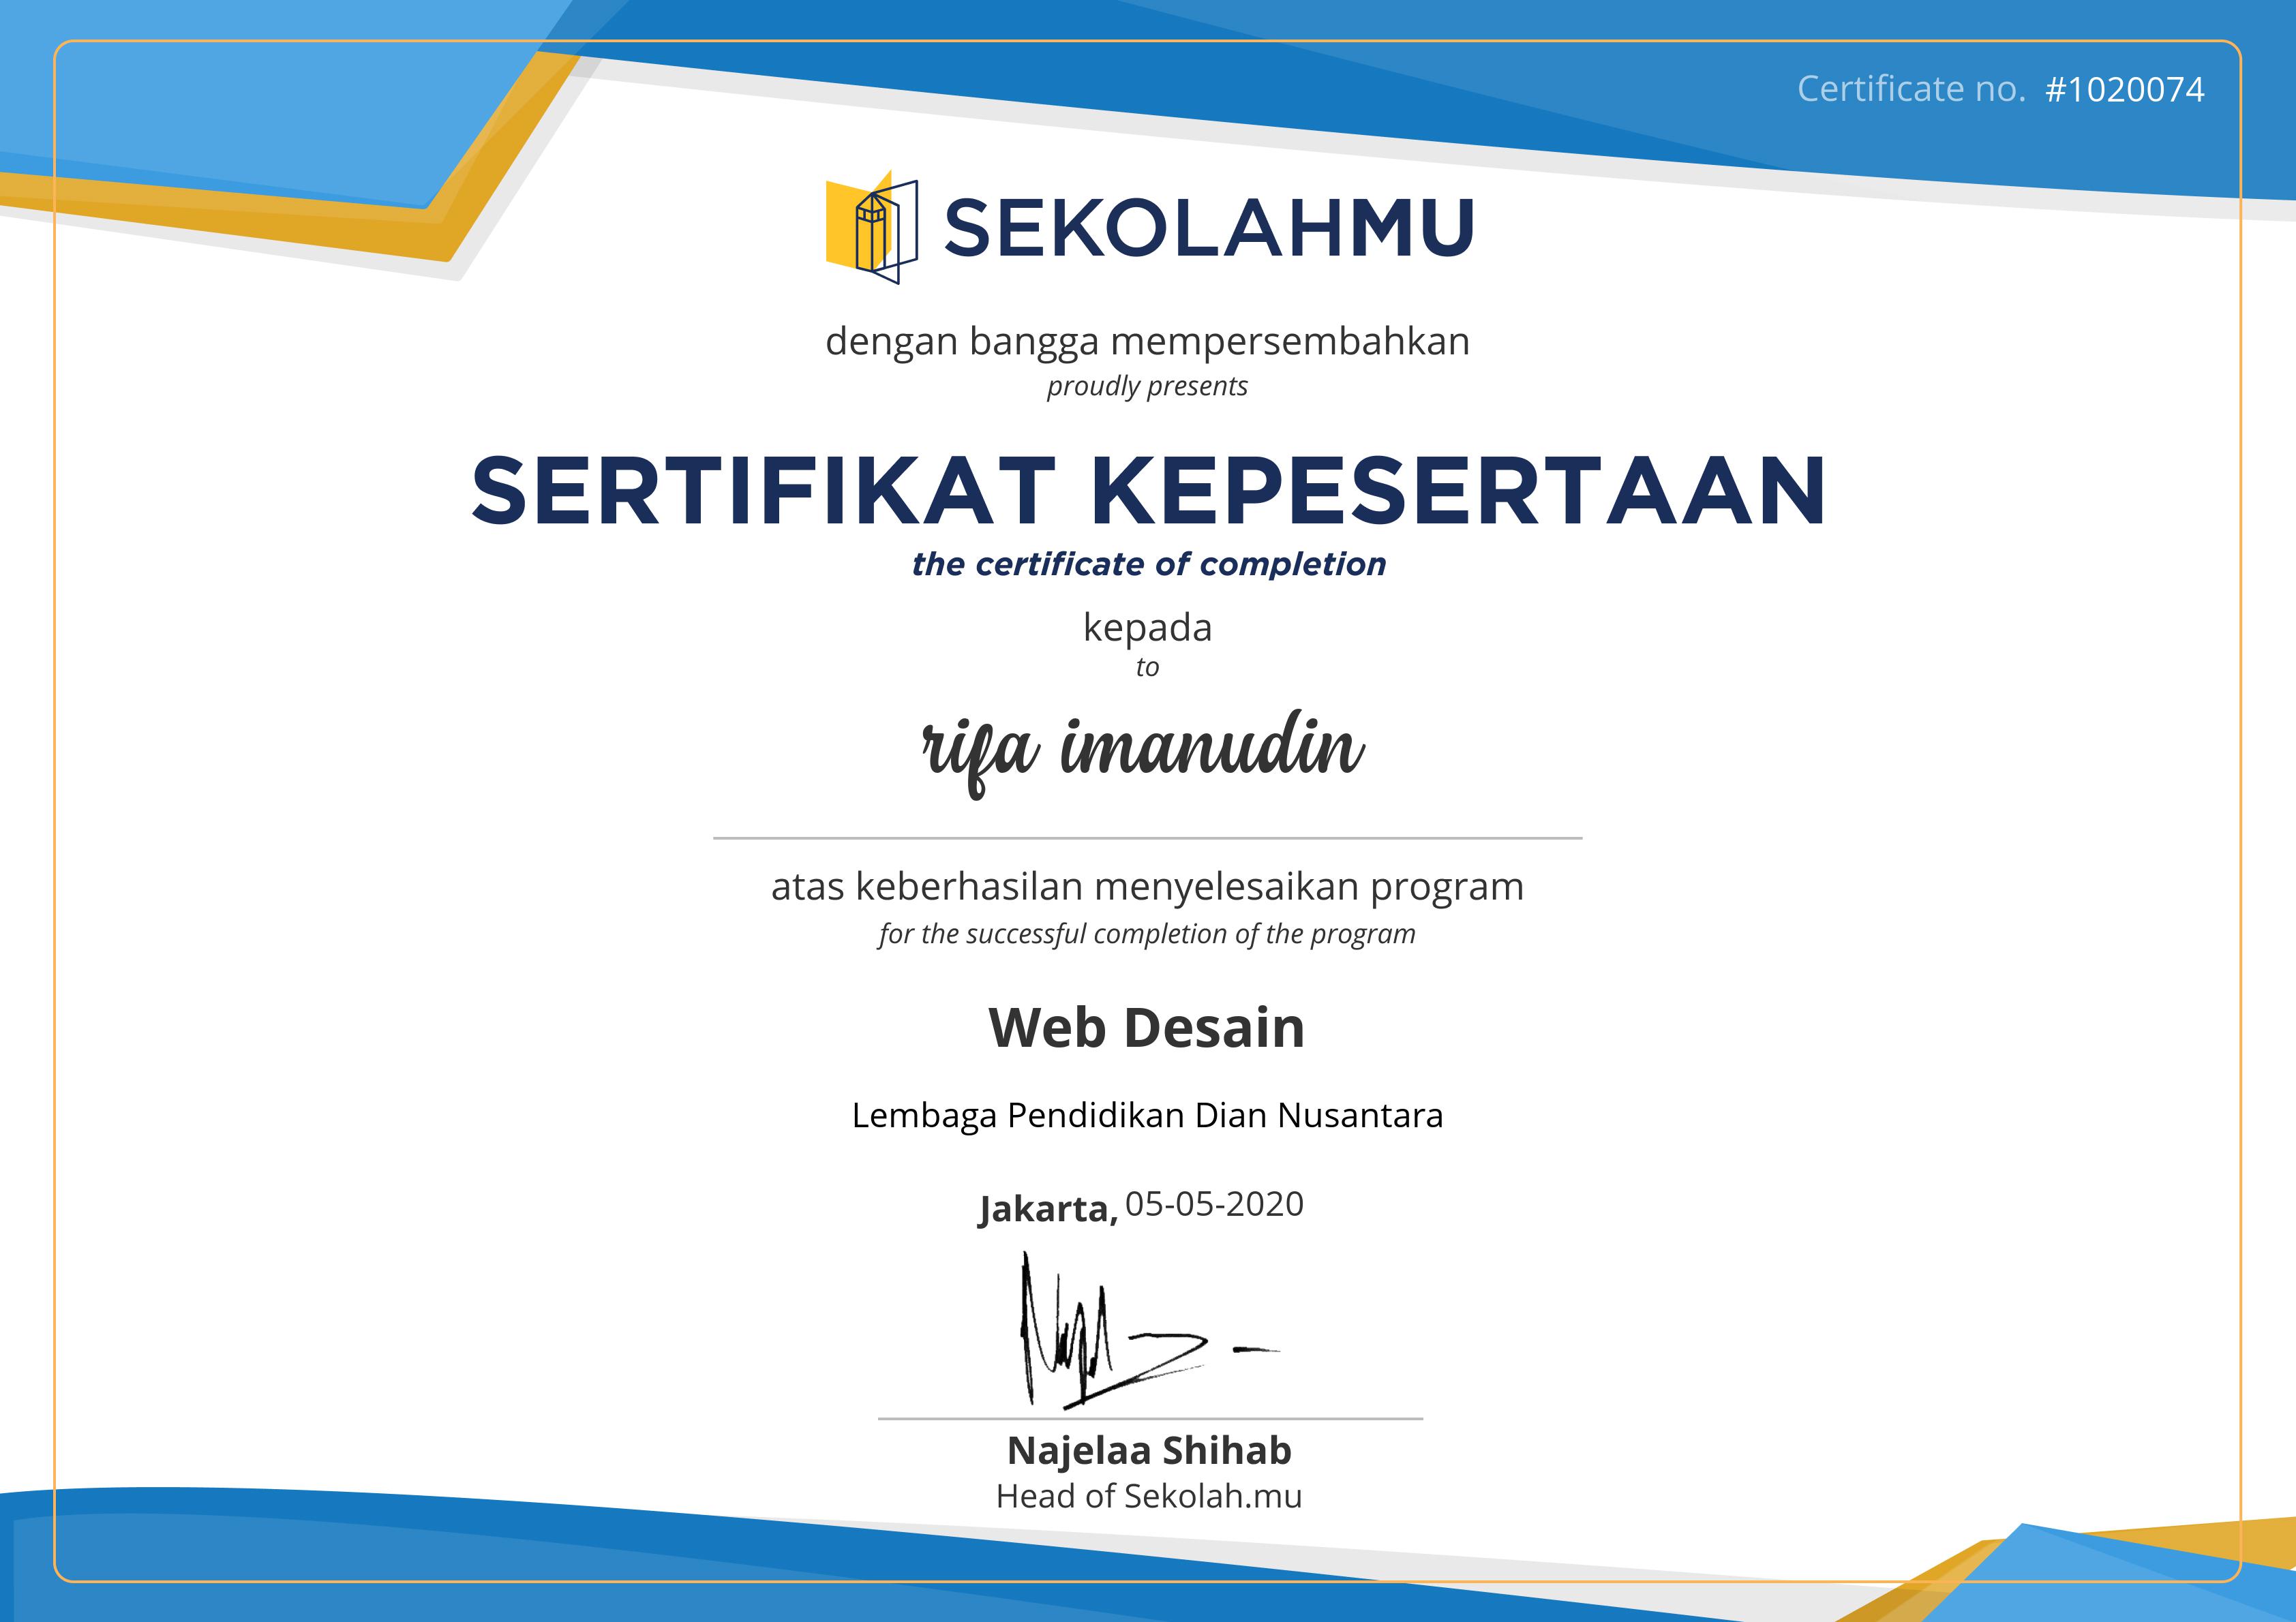 Certificate no. #1020074
SEKOLAHMU
dengan bangga mempersembahkan
proudly presents
SERTIFIKAT KEPESERTAAN
the certificate of completion
kepada
to
rifa imanudin
atas keberhasilan menyelesaikan program
for the successful completion of the program
Web Desain
Lembaga Pendidikan Dian Nusantara
Jakarta, 05-05-2020
Najelaa Shihab
Head of Sekolah.mu